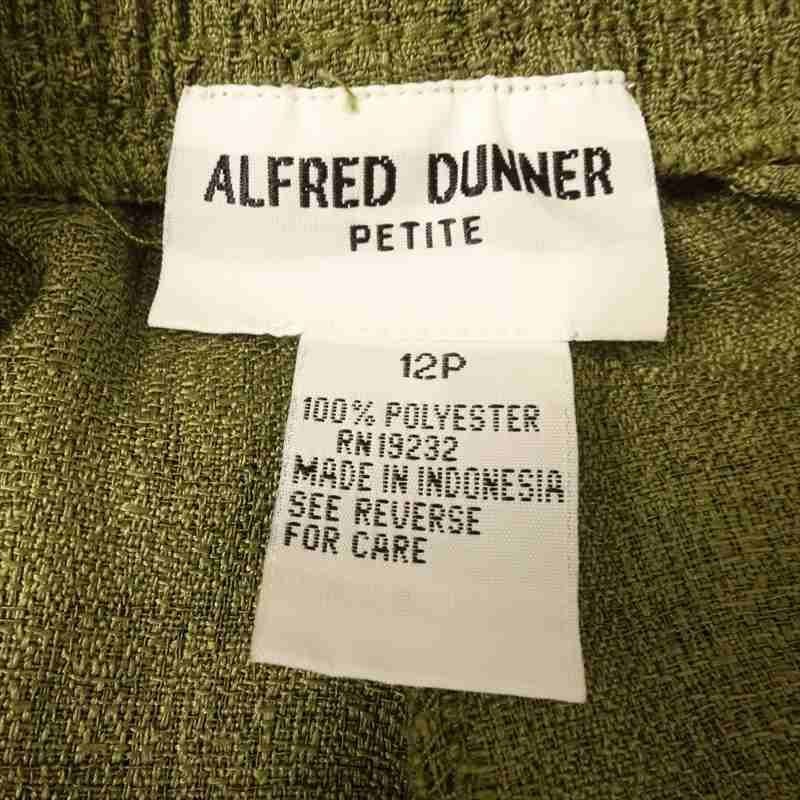 ALFRED DUNNER
PETITE
12P
100% POLYESTER
RN19232
MADE IN INDONESIA
SEE REVERSE
FOR CARE